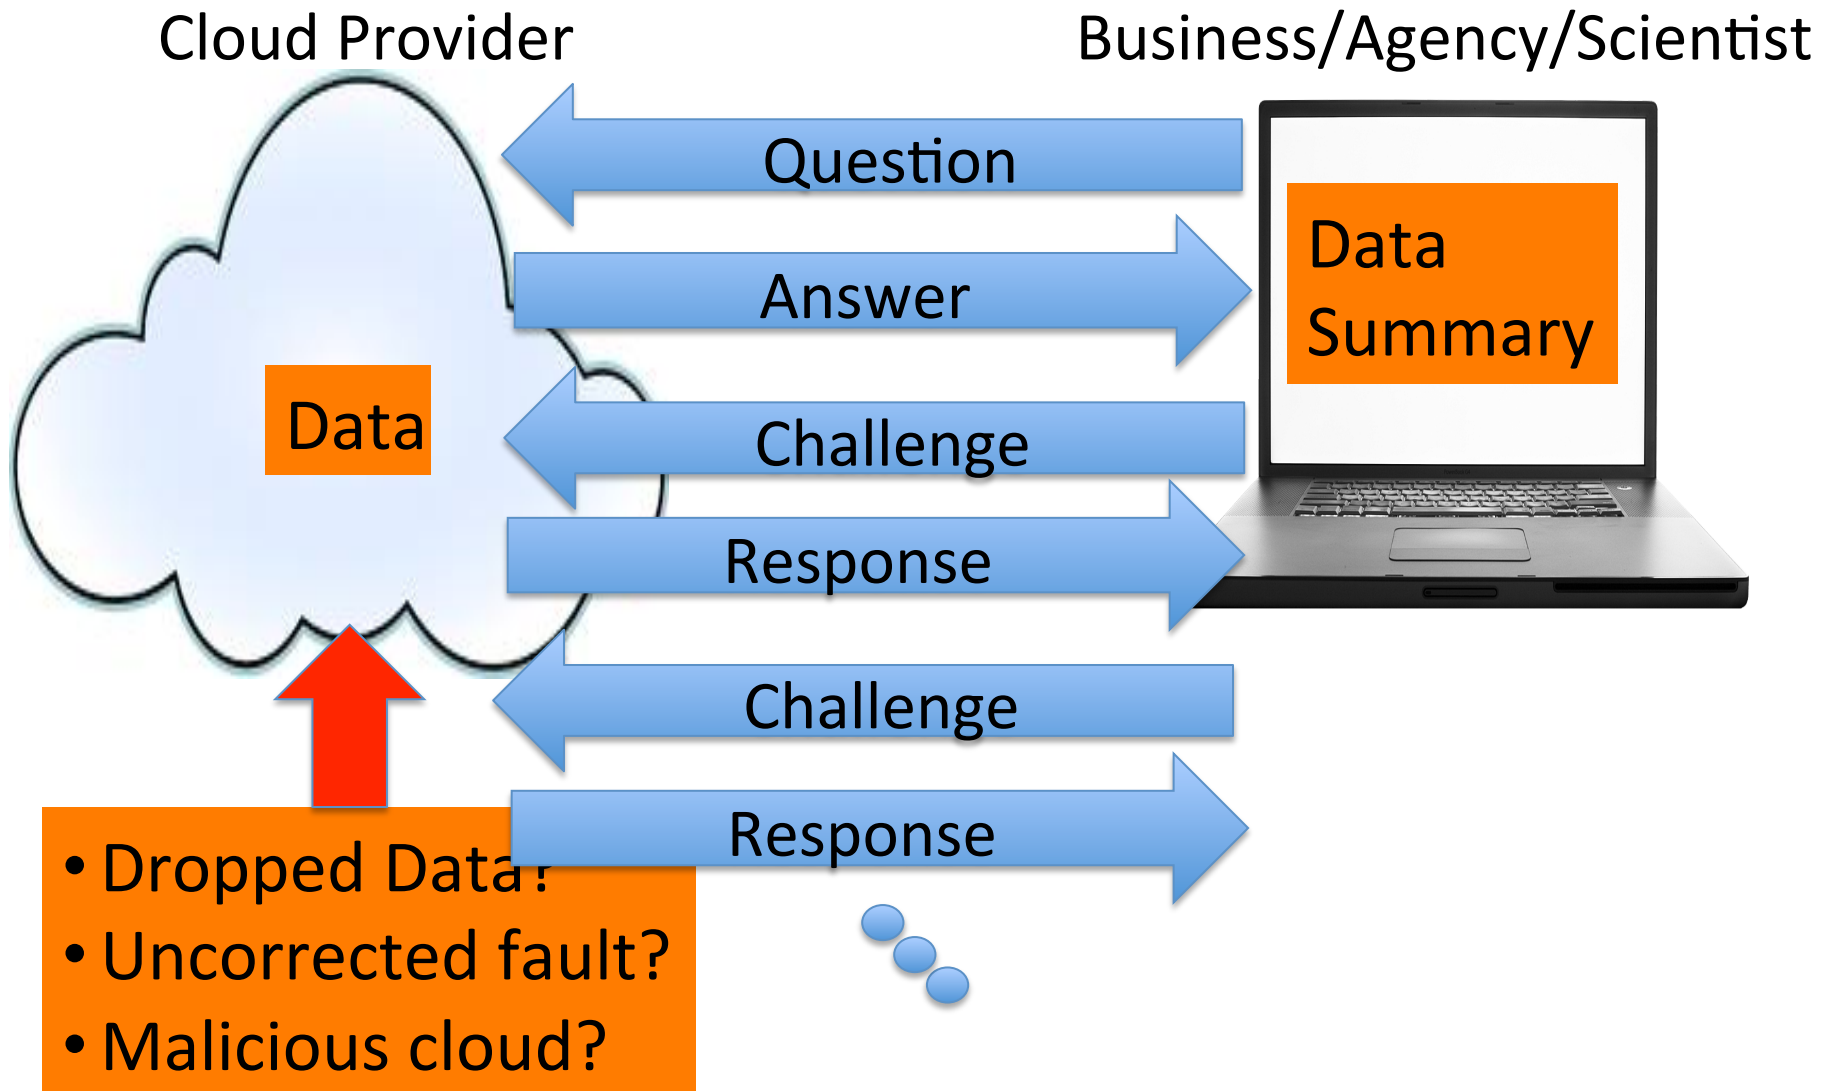 Cloud Provider
Business/Agency/Scientist
Question
Answer
Data
Summary
Data
Challenge
Response
Challenge
Response
• Dropped Data?
• Uncorrected fault?
• Malicious cloud?